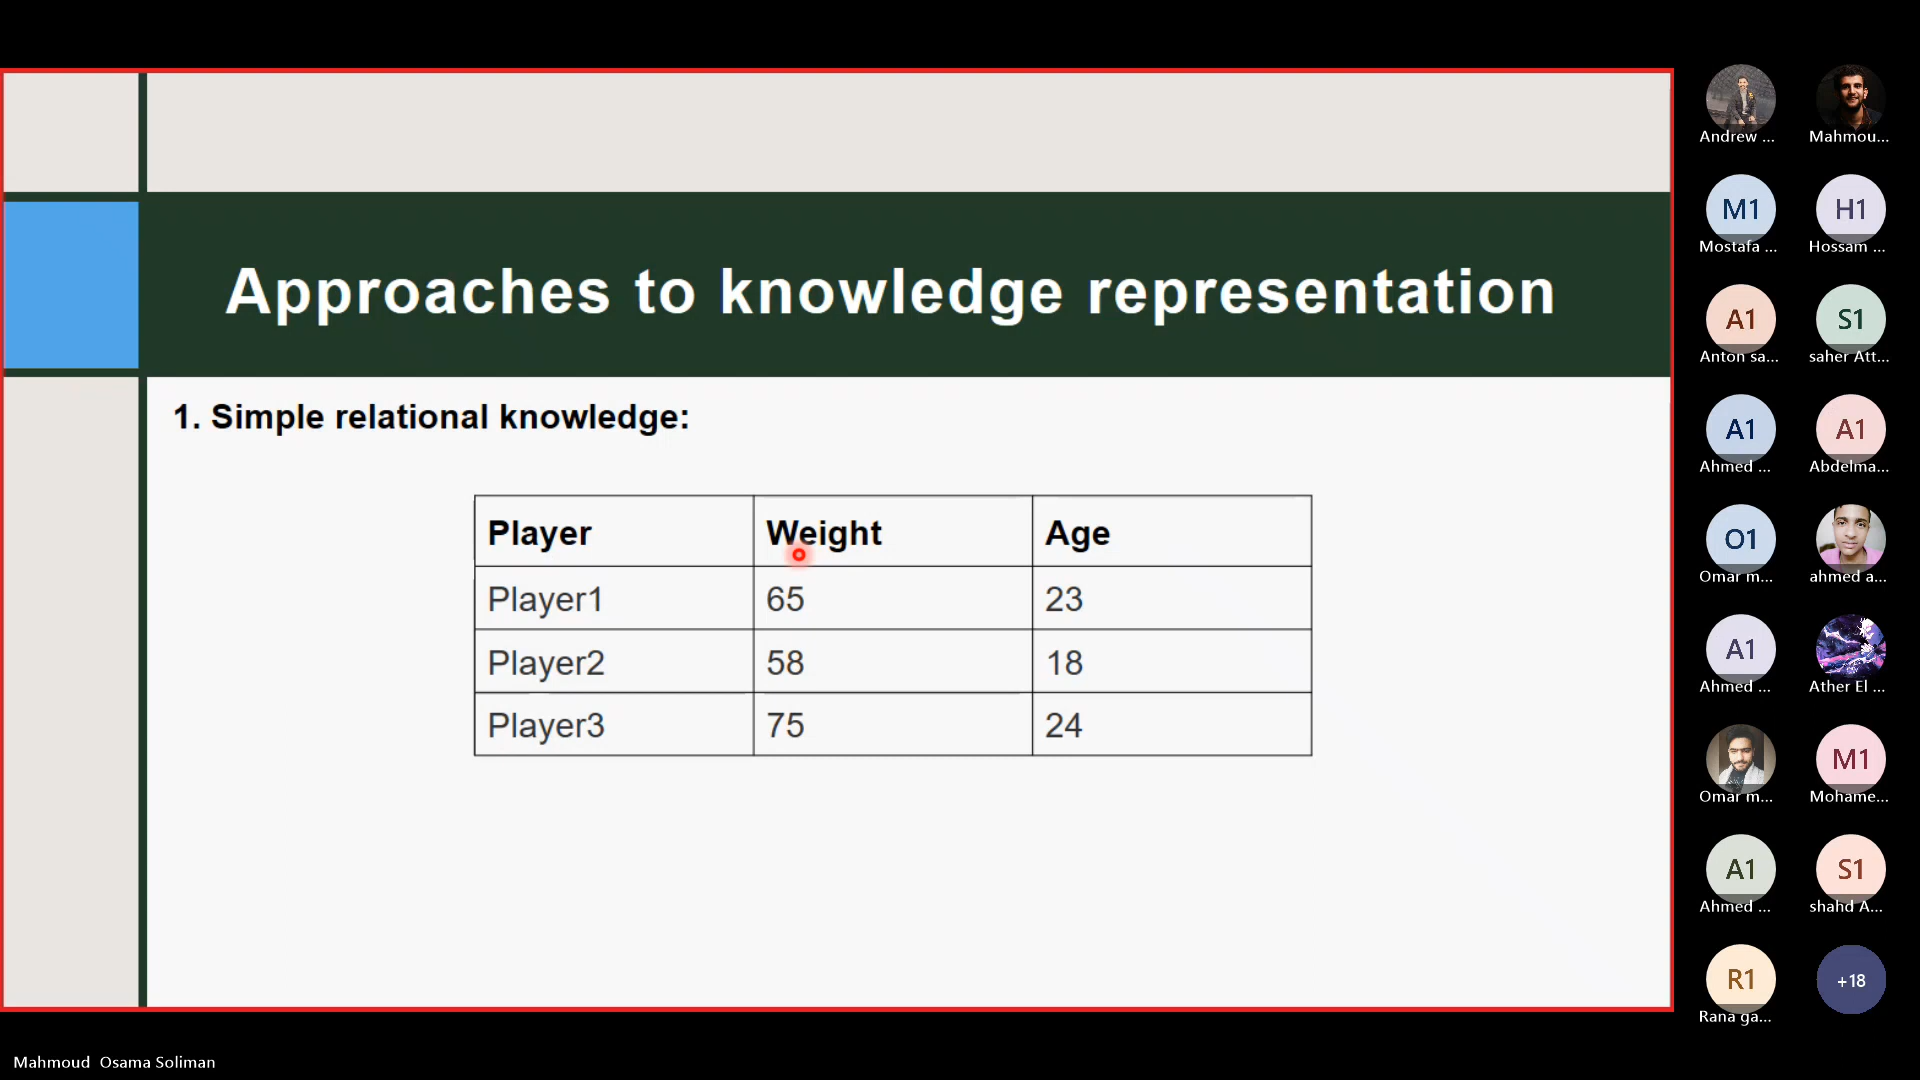 Approaches to knowledge representation
1. Simple relational knowledge:
Player Weight Age
Player1 65 23
Player2 58 18
Player3 75 24
Andrew ... Mahmou...
M1 H1
Mostafa ... Hossam ...
A1 S1
Anton sa... saher Att...
A1 A1
Ahmed ... Abdelma...
O1
Omar m... ahmed a...
A1
Ahmed ... Ather El ...
M1
Omar m... Mohame...
A1 S1
Ahmed ... shahd A...
R1 +18
Rana ga...
Mahmoud Osama Soliman